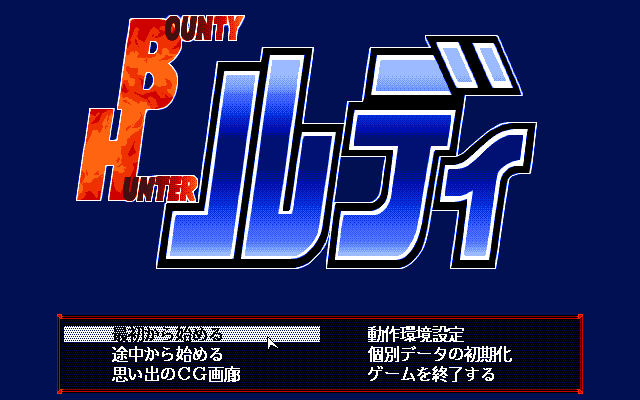 BOUNTY
HUNTER
ルディ
最初から始める
途中から始める
思い出のCG画廊
動作環境設定
個別データの初期化
ゲームを終了する